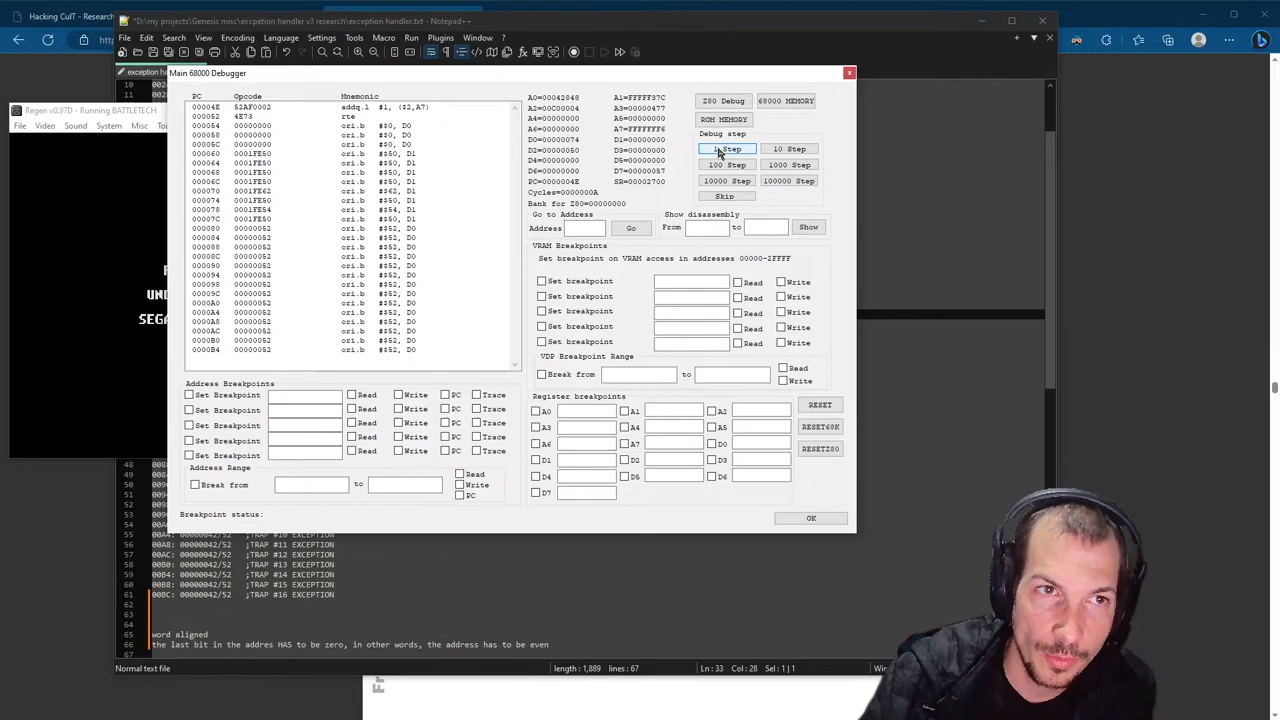 Hacking CulT - Research
*D:\my projects\Genesis misc\excpetion handler v3 research\exception handler.txt - Notepad++
File Edit Search View Encoding Language Settings Tools Macro Run Plugins Window ?
exception han
Main 68000 Debugger
Regen v0.97D - Running BATTLETECH
File Video Sound System Tools
UND
SEGA
PC Opcode Mnemonic
00004E 52AF0002 addq.l #1, ($2,A7)
000052 4E73 rte
000054 00000000 ori.b #$0, D0
000058 00000000 ori.b #$0, D0
00005C 00000000 ori.b #$0, D0
000060 0001FE50 ori.b #$50, D1
000064 0001FE50 ori.b #$50, D1
000068 0001FE50 ori.b #$50, D1
00006C 0001FE50 ori.b #$50, D1
000070 0001FE62 ori.b #$62, D1
000074 0001FE50 ori.b #$50, D1
000078 0001FE54 ori.b #$54, D1
00007C 0001FE50 ori.b #$50, D1
000080 00000052 ori.b #$52, D0
000084 00000052 ori.b #$52, D0
000088 00000052 ori.b #$52, D0
00008C 00000052 ori.b #$52, D0
000090 00000052 ori.b #$52, D0
000094 00000052 ori.b #$52, D0
000098 00000052 ori.b #$52, D0
00009C 00000052 ori.b #$52, D0
0000A0 00000052 ori.b #$52, D0
0000A4 00000052 ori.b #$52, D0
0000A8 00000052 ori.b #$52, D0
0000AC 00000052 ori.b #$52, D0
0000B0 00000052 ori.b #$52, D0
0000B4 00000052 ori.b #$52, D0
A0=00043848 A1=FFFFF37C
A2=00C00004 A3=00000477
A4=00000000 A5=00000000
A6=00000000 A7=FFFFFFF6
D0=00000074 D1=00000000
D2=00000000 D3=00000000
D4=00000000 D5=00000000
D6=00000000 D7=00000057
PC=0000004E SR=00002700
Cycles=0000000A
Bank for Z80=00000000
Z80 Debug 68000 MEMORY
ROM MEMORY
Debug step
1 Step 10 Step
100 Step 1000 Step
10000 Step 100000 Step
Skip
Go to Address Show disassembly
Address Go From to Show
VRAM Breakpoints
Set breakpoint on VRAM access in addresses 00000-2FFFF
Set breakpoint Read Write
Set breakpoint Read Write
Set breakpoint Read Write
Set breakpoint Read Write
Set breakpoint Read Write
VDP Breakpoint Range
Break from to Read
Write
Address Breakpoints
Set Breakpoint Read Write PC Trace
Set Breakpoint Read Write PC Trace
Set Breakpoint Read Write PC Trace
Set Breakpoint Read Write PC Trace
Set Breakpoint Read Write PC Trace
Address Range
Break from to Read
Write
PC
Breakpoint status:
Register breakpoints
A0 A1 A2
A3 A4 A5
A6 A7 D0
D1 D2 D3
D4 D5 D6
D7
RESET
RESET68K
RESETZ80
OK
55 00A4: 00000042/52 ;TRAP #10 EXCEPTION
56 00A8: 00000042/52 ;TRAP #11 EXCEPTION
57 00AC: 00000042/52 ;TRAP #12 EXCEPTION
58 00B0: 00000042/52 ;TRAP #13 EXCEPTION
59 00B4: 00000042/52 ;TRAP #14 EXCEPTION
60 00B8: 00000042/52 ;TRAP #15 EXCEPTION
61 00BC: 00000042/52 ;TRAP #16 EXCEPTION
62
63
64
65 word aligned
66 the last bit in the addres HAS to be zero, in other words, the address has to be even
67
Normal text file length : 1,889 lines : 67 Ln : 33 Col : 28 Sel : 1 | 1